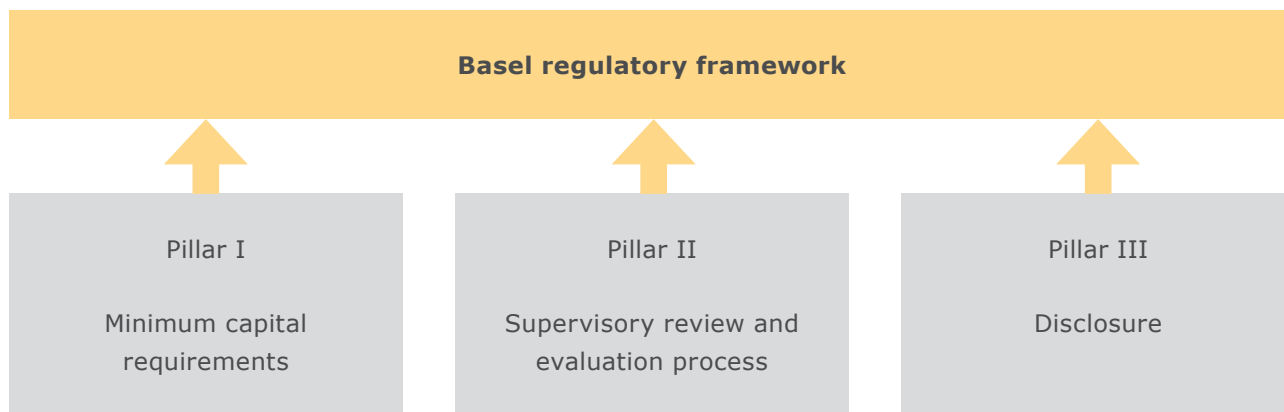 Basel regulatory framework
Pillar I
Minimum capital
requirements
Pillar II
Supervisory review and
evaluation process
Pillar III
Disclosure